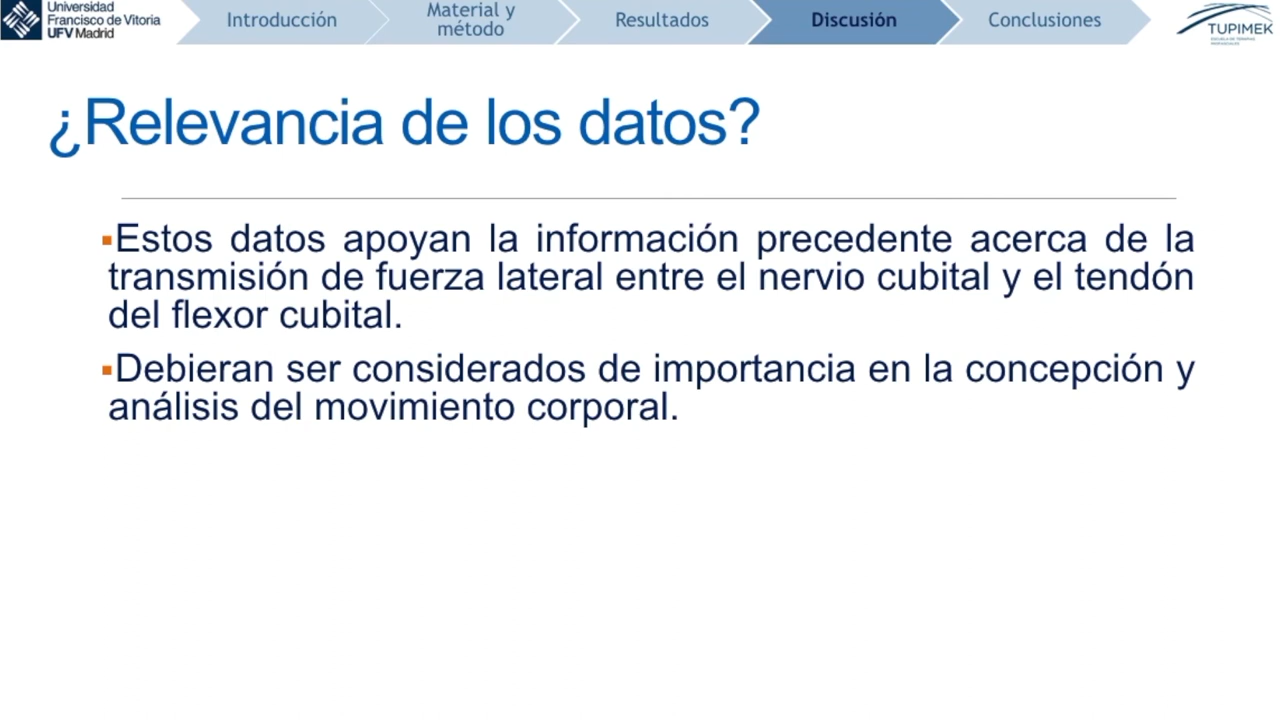 Universidad
Francisco de Vitoria
UFV Madrid
Introducción
Material y
método
Resultados
Discusión
Conclusiones
TUPIMEK
¿Relevancia de los datos?
Estos datos apoyan la información precedente acerca de la
transmisión de fuerza lateral entre el nervio cubital y el tendón
del flexor cubital.
Debieran ser considerados de importancia en la concepción y
análisis del movimiento corporal.